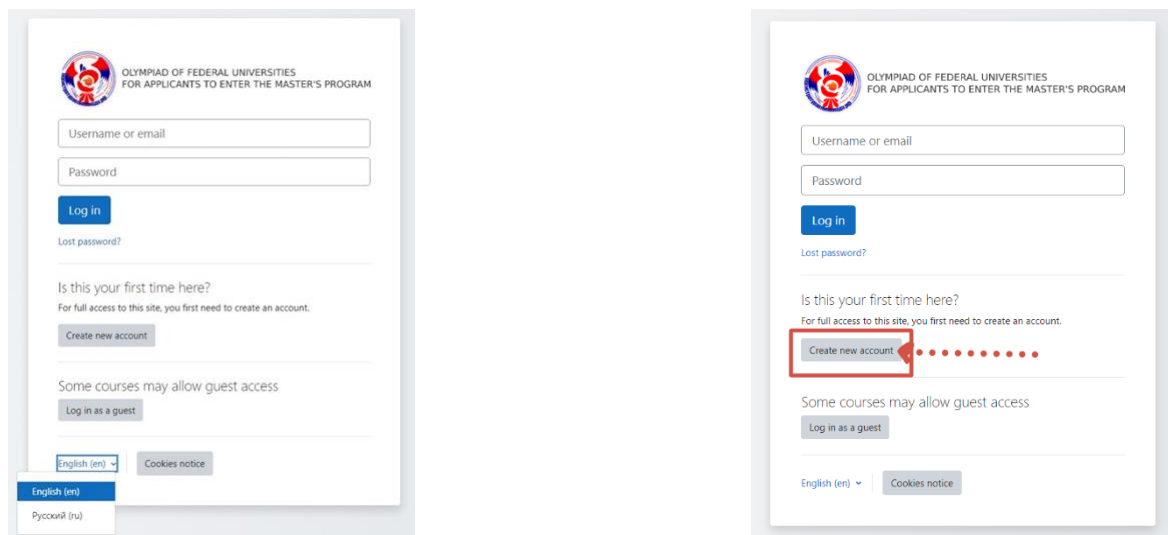 OLYMPIAD OF FEDERAL UNIVERSITIES
FOR APPLICANTS TO ENTER THE MASTER'S PROGRAM
Username or email
Password
Log in
Lost password?
Is this your first time here?
For full access to this site, you first need to create an account.
Create new account
Some courses may allow guest access
Log in as a guest
English (en)
Cookies notice
English (en)
Русский (ru)
OLYMPIAD OF FEDERAL UNIVERSITIES
FOR APPLICANTS TO ENTER THE MASTER'S PROGRAM
Username or email
Password
Log in
Lost password?
Is this your first time here?
For full access to this site, you first need to create an account.
Create new account
Some courses may allow guest access
Log in as a guest
English (en)
Cookies notice